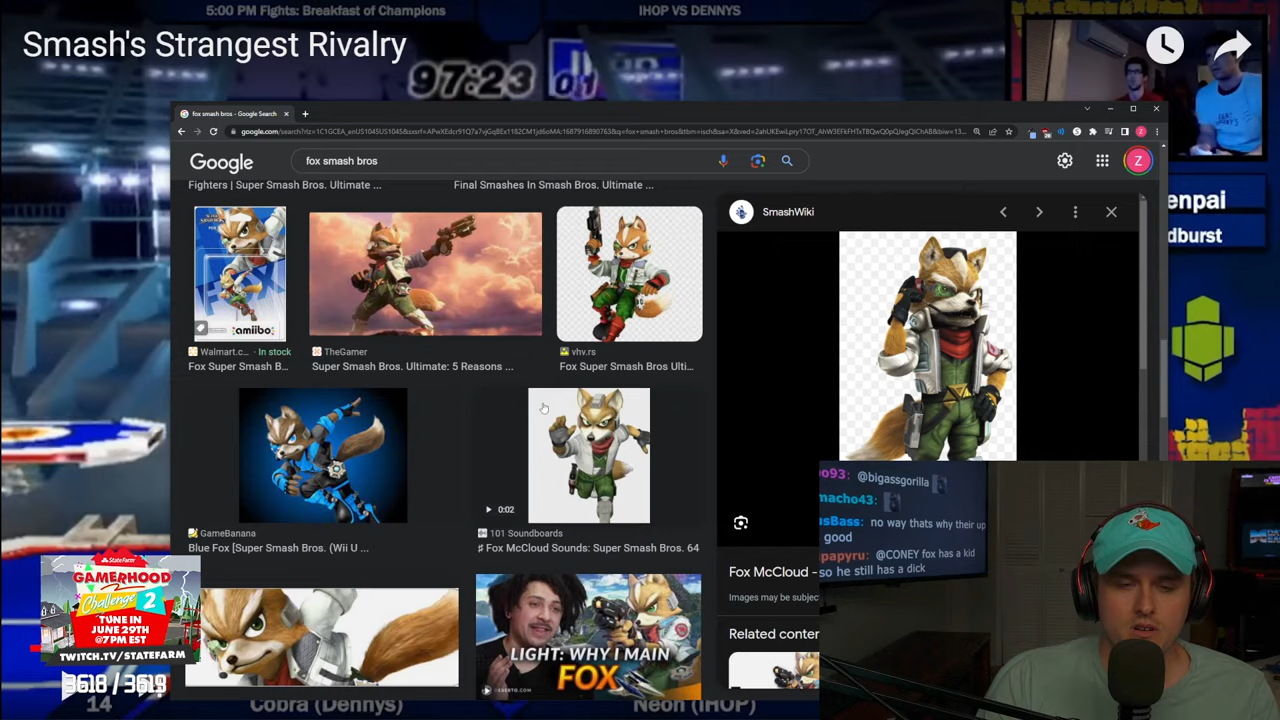 5:00 PM Fights: Breakfast of Champions
IHOP VS DENNYS
Smash's Strangest Rivalry
97:23
fox smash bros - Google Search
Google
fox smash bros
Z
Fighters | Super Smash Bros. Ultimate ...
Final Smashes In Smash Bros. Ultimate ...
SmashWiki
enpai
dburst
amiibo
Walmart.c... · In stock
Fox Super Smash B...
TheGamer
Super Smash Bros. Ultimate: 5 Reasons ...
vhv.rs
Fox Super Smash Bros Ulti...
0:02
GameBanana
Blue Fox [Super Smash Bros. (Wii U ...
101 Soundboards
♯ Fox McCloud Sounds: Super Smash Bros. 64
o93: @bigassgorilla
macho43:
usBass: no way thats why their up
good
papyru: @CONEY fox has a kid
so he still has a dick
Fox McCloud -
Images may be subjec
Related conten
StateFarm
GAMERHOOD
Challenge 2
TUNE IN
JUNE 29TH
@7PM EST
TWITCH.TV/STATEFARM
LIGHT: WHY I MAIN
FOX
3618 / 3619
14
Cobra (Dennys)
Neon (IHOP)